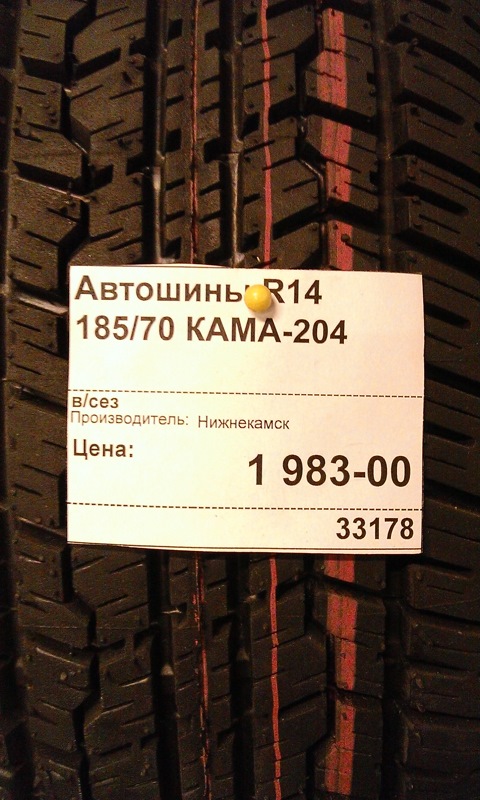 Автошины R14
185/70 КАМА-204
в/сез
Производитель: Нижнекамск
Цена:
1 983-00
33178